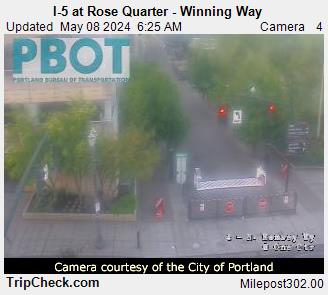 I-5 at Rose Quarter - Winning Way
Updated May 08 2024 6:25 AM Camera 4
PBOT
PORTLAND BUREAU OF TRANSPORTATION
Camera courtesy of the City of Portland
TripCheck.com Milepost302.00